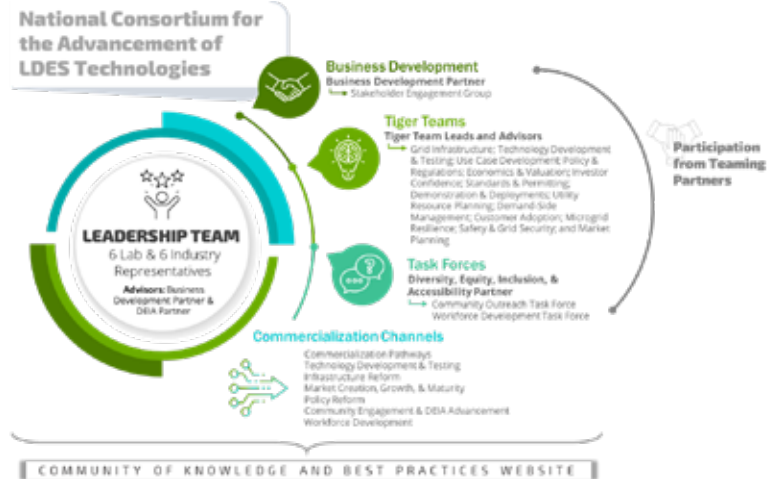 National Consortium for
the Advancement of
LDES Technologies
Business Development
Business Development Partner
Stakeholder Engagement Group
Tiger Teams
Tiger Team Leads and Advisors
Grid Infrastructure; Technology Development
& Testing; Use Case Development; Policy &
Regulations; Economics & Valuation; Investor
Confidence; Standards & Permitting;
Demonstration & Deployments; Utility
Resource Planning; Demand-Side
Management; Customer Adoption; Microgrid
Resilience; Safety & Grid Security; and Market
Planning
Participation
from Teaming
Partners
LEADERSHIP TEAM
6 Lab & 6 Industry
Representatives
Advisors: Business
Development Partner &
DEIA Partner
Task Forces
Diversity, Equity, Inclusion, &
Accessibility Partner
Community Outreach Task Force
Workforce Development Task Force
Commercialization Channels
Commercialization Pathways
Technology Development & Testing
Infrastructure Reform
Market Creation, Growth, & Maturity
Policy Reform
Community Engagement & DEIA Advancement
Workforce Development
COMMUNITY OF KNOWLEDGE AND BEST PRACTICES WEBSITE